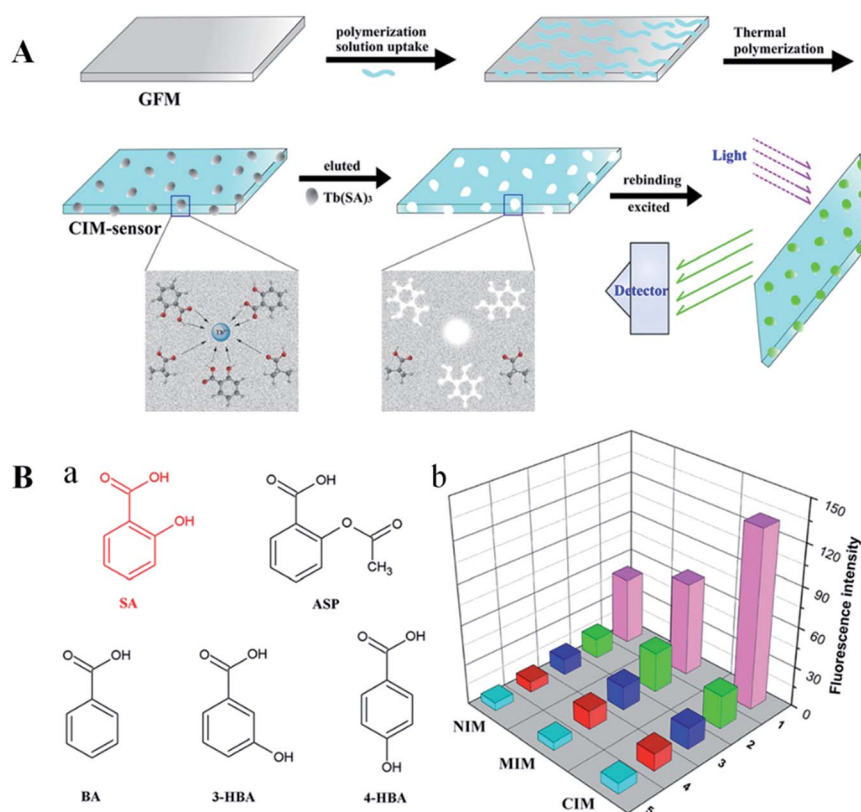 A
GFM
polymerization
solution uptake
Thermal
polymerization
CIM-sensor
eluted
Tb(SA)₃
rebinding
excited
Light
Detector
B
a
O
OH
OH
SA
O
OH
O
O
CH₃
ASP
O
OH
BA
O
OH
OH
3-HBA
O
OH
OH
4-HBA
b
150
120
90
60
30
0
Fluorescence intensity
1
2
3
4
5
NIM
MIM
CIM